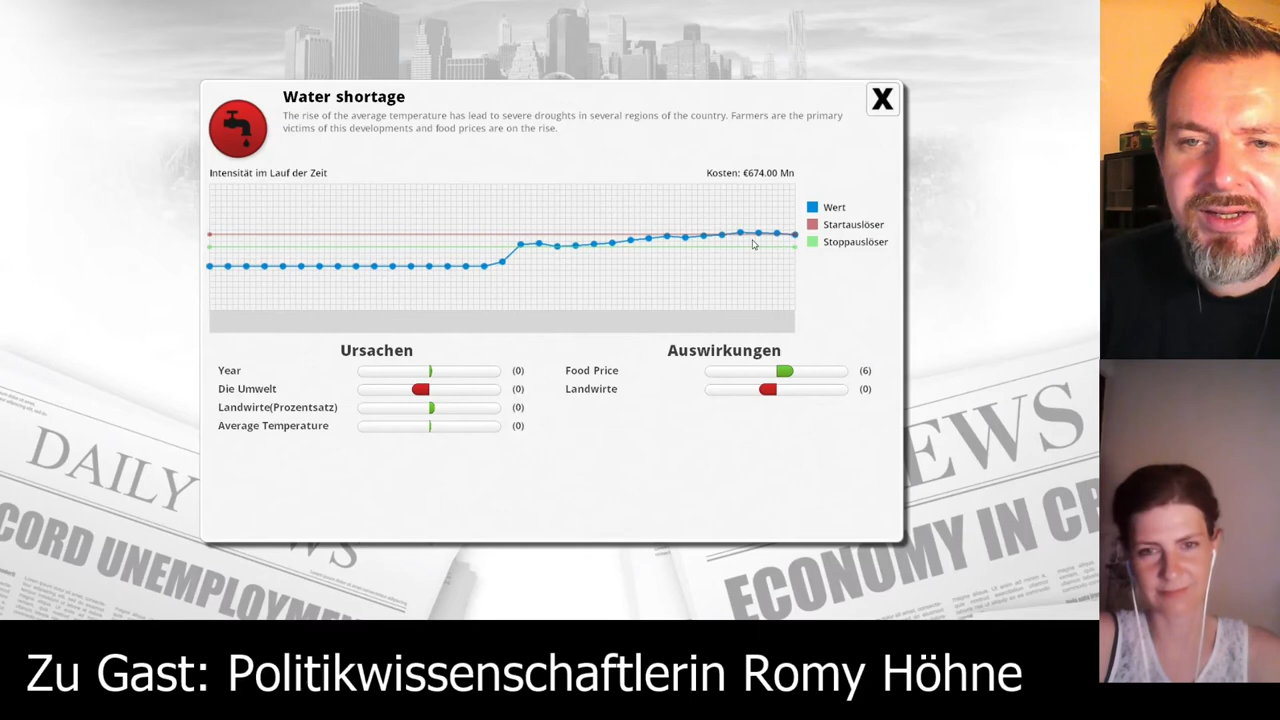 Water shortage
The rise of the average temperature has lead to severe droughts in several regions of the country. Farmers are the primary
victims of this developments and food prices are on the rise.
X
Intensität im Lauf der Zeit
Kosten: €674.00 Mn
Wert
Startauslöser
Stoppauslöser
Ursachen
Auswirkungen
Year (0)
Food Price (6)
Die Umwelt (0)
Landwirte (0)
Landwirte(Prozentsatz) (0)
Average Temperature (0)
DAILY
EWS
CORD UNEMPLOYME
WS
ECONOMY IN CR
Zu Gast: Politikwissenschaftlerin Romy Höhne